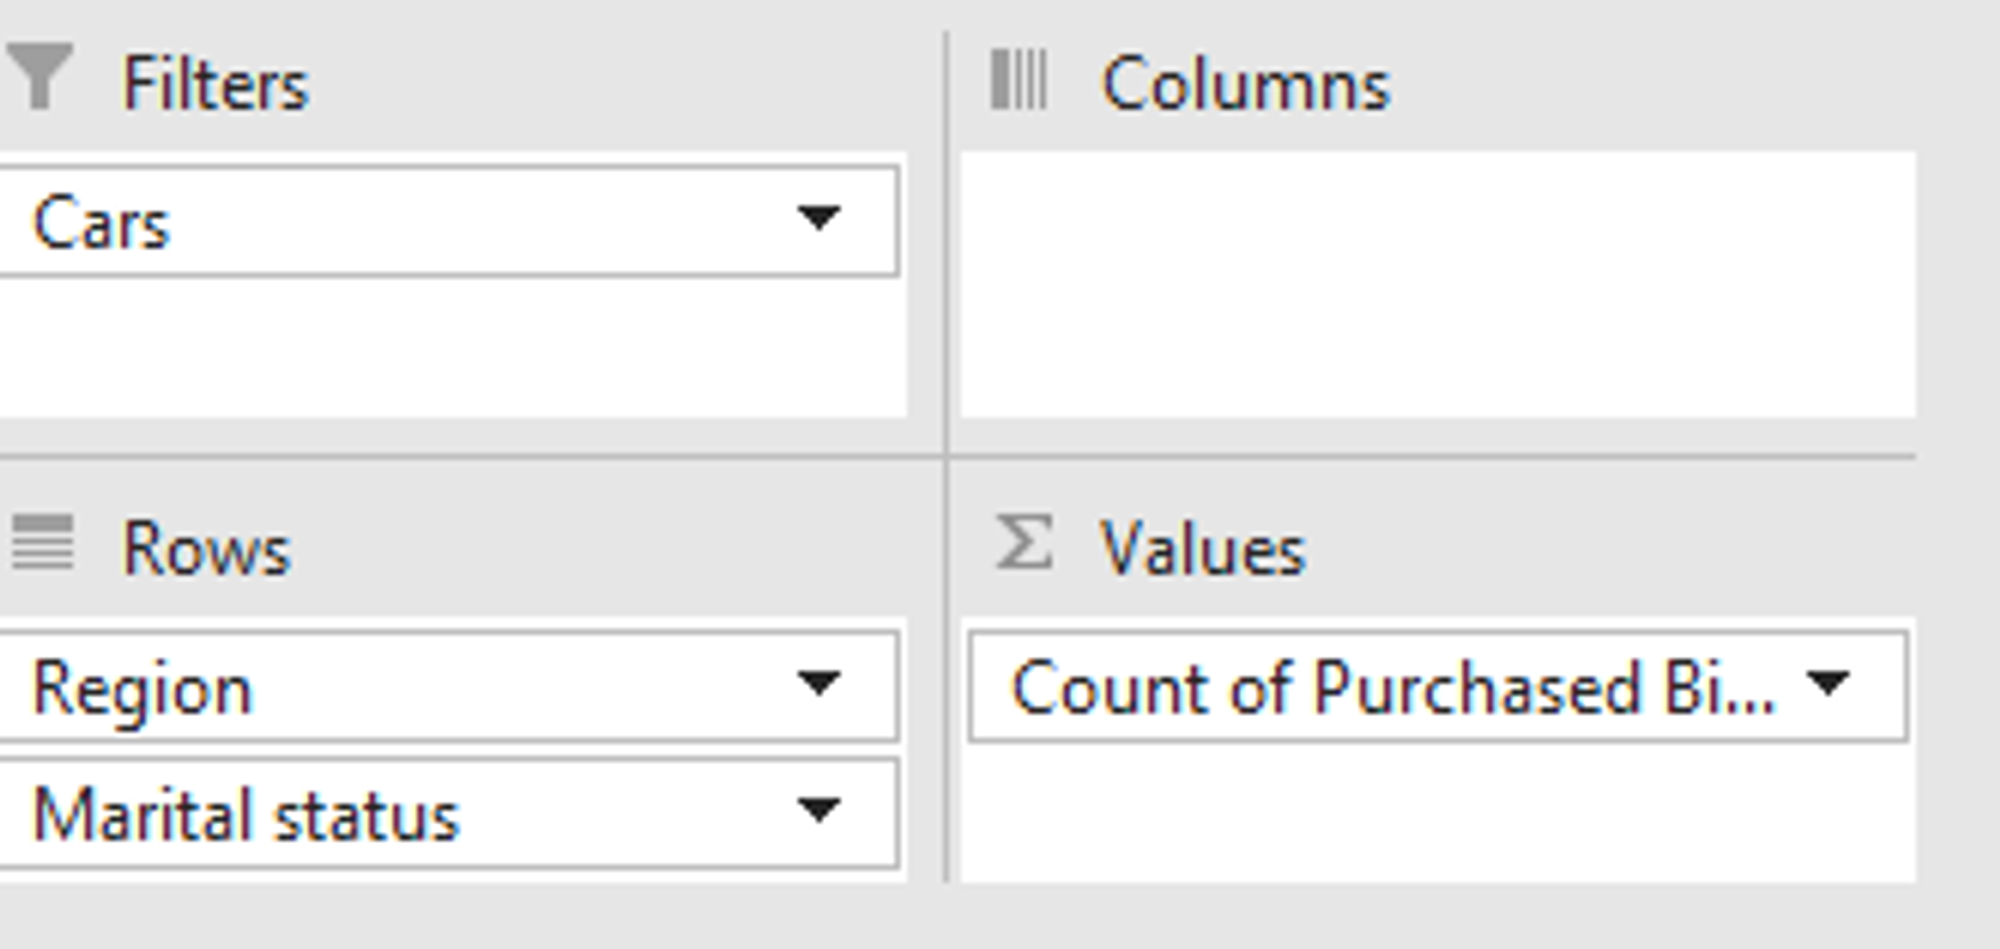 Filters
Cars
Columns
Rows
Region
Marital status
Σ Values
Count of Purchased Bi...